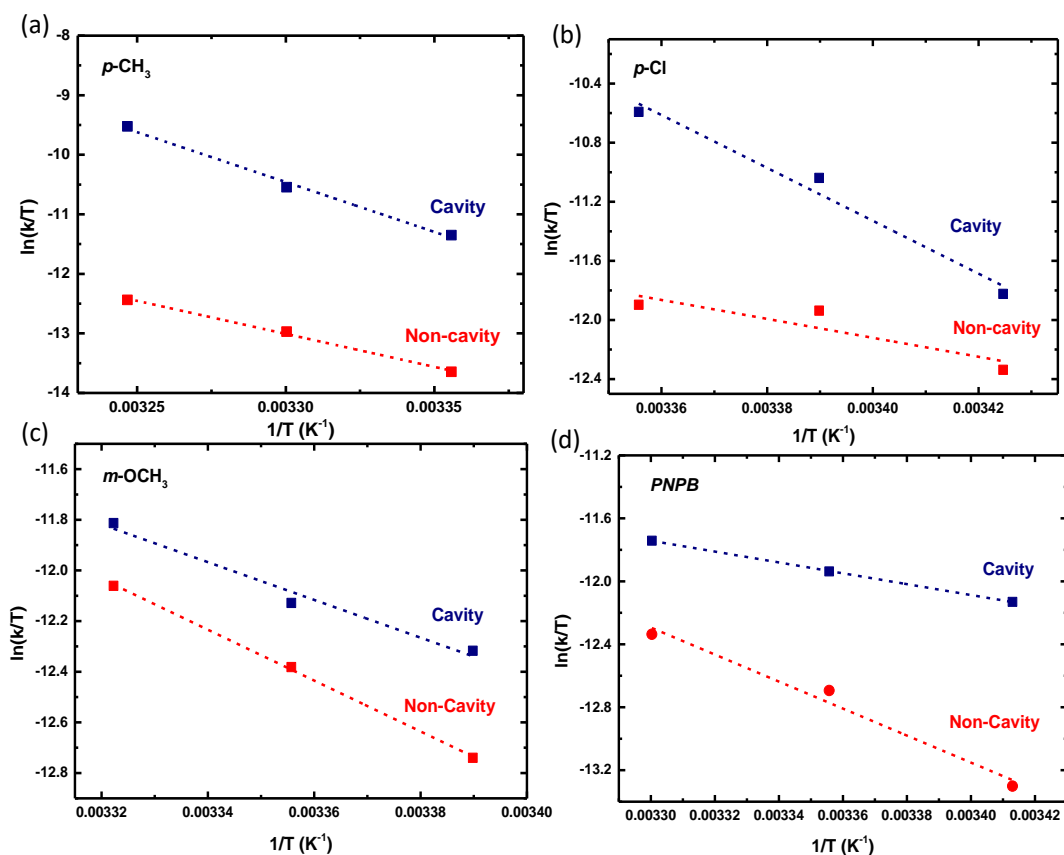 (a)
p-CH3
-8
-9
-10
-11
-12
-13
-14
ln(k/T)
Cavity
Non-cavity
0.00325
0.00330
0.00335
1/T (K-1)
(b)
p-Cl
-10.4
-10.8
-11.2
-11.6
-12.0
-12.4
ln(k/T)
Cavity
Non-cavity
0.00336
0.00338
0.00340
0.00342
1/T (K-1)
(c)
m-OCH3
-11.6
-11.8
-12.0
-12.2
-12.4
-12.6
-12.8
ln(k/T)
Cavity
Non-Cavity
0.00332
0.00334
0.00336
0.00338
0.00340
1/T (K-1)
(d)
PNPB
-11.2
-11.6
-12.0
-12.4
-12.8
-13.2
ln(k/T)
Cavity
Non-Cavity
0.00330
0.00332
0.00334
0.00336
0.00338
0.00340
0.00342
1/T (K-1)